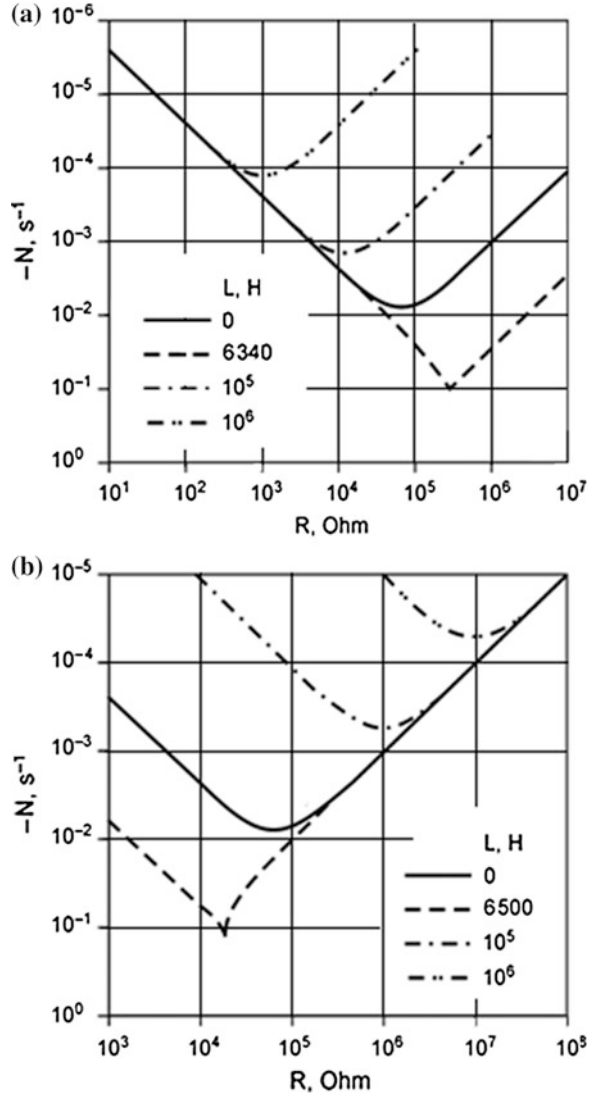 (a)
10⁻⁶
10⁻⁵
10⁻⁴
10⁻³
10⁻²
10⁻¹
10⁰
–N, s⁻¹
L, H
0
6340
10⁵
10⁶
10¹ 10² 10³ 10⁴ 10⁵ 10⁶ 10⁷
R, Ohm
(b)
10⁻⁵
10⁻⁴
10⁻³
10⁻²
10⁻¹
10⁰
–N, s⁻¹
L, H
0
6500
10⁵
10⁶
10³ 10⁴ 10⁵ 10⁶ 10⁷ 10⁸
R, Ohm